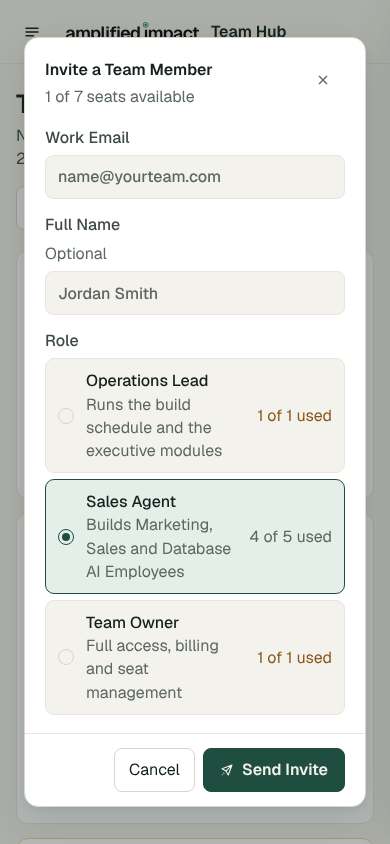 amplified impact Team Hub
Invite a Team Member
1 of 7 seats available
Work Email
name@yourteam.com
Full Name
Optional
Jordan Smith
Role
Operations Lead
Runs the build
schedule and the
executive modules
1 of 1 used
Sales Agent
Builds Marketing,
Sales and Database
AI Employees
4 of 5 used
Team Owner
Full access, billing
and seat
management
1 of 1 used
Cancel
Send Invite